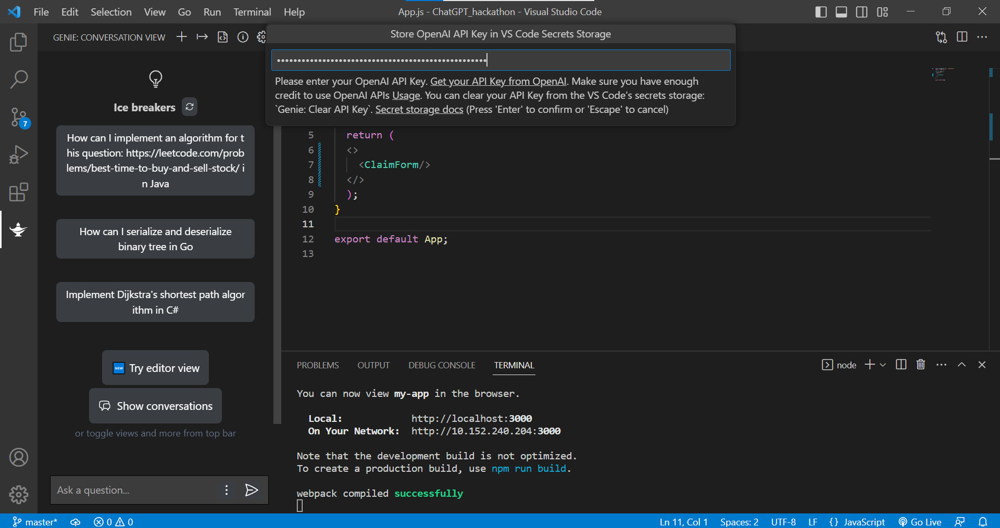 File Edit Selection View Go Run Terminal Help
App.js - ChatGPT_hackathon - Visual Studio Code
GENIE: CONVERSATION VIEW
Store OpenAI API Key in VS Code Secrets Storage
•••••••••••••••••••••••••••••••••••••••••••••••••••
Please enter your OpenAI API Key. Get your API Key from OpenAI. Make sure you have enough
credit to use OpenAI APIs Usage. You can clear your API Key from the VS Code's secrets storage:
`Genie: Clear API Key`. Secret storage docs (Press 'Enter' to confirm or 'Escape' to cancel)
7
Ice breakers
How can I implement an algorithm for t
his question: https://leetcode.com/prob
lems/best-time-to-buy-and-sell-stock/ i
n Java
How can I serialize and deserialize
binary tree in Go
Implement Dijkstra's shortest path algor
ithm in C#
NEW Try editor view
Show conversations
or toggle views and more from top bar
Ask a question...
5 return (
6 <>
7 <ClaimForm/>
8 </>
9 );
10 }
11
12 export default App;
13
PROBLEMS OUTPUT DEBUG CONSOLE TERMINAL
node
You can now view my-app in the browser.
Local: http://localhost:3000
On Your Network: http://10.152.240.204:3000
Note that the development build is not optimized.
To create a production build, use npm run build.
webpack compiled successfully
master* 0 0 Ln 11, Col 1 Spaces: 2 UTF-8 LF {} JavaScript Go Live